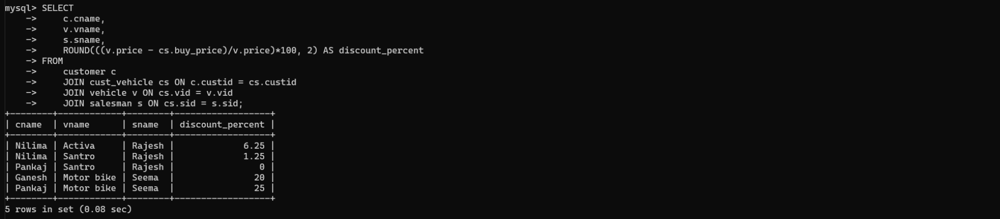 mysql> SELECT
    ->     c.cname,
    ->     v.vname,
    ->     s.sname,
    ->     ROUND(((v.price - cs.buy_price)/v.price)*100, 2) AS discount_percent
    -> FROM
    ->     customer c
    ->     JOIN cust_vehicle cs ON c.custid = cs.custid
    ->     JOIN vehicle v ON cs.vid = v.vid
    ->     JOIN salesman s ON cs.sid = s.sid;
+--------+------------+--------+------------------+
| cname  | vname      | sname  | discount_percent |
+--------+------------+--------+------------------+
| Nilima | Activa     | Rajesh |             6.25 |
| Nilima | Santro     | Rajesh |             1.25 |
| Pankaj | Santro     | Rajesh |                0 |
| Ganesh | Motor bike | Seema  |               20 |
| Pankaj | Motor bike | Seema  |               25 |
+--------+------------+--------+------------------+
5 rows in set (0.08 sec)